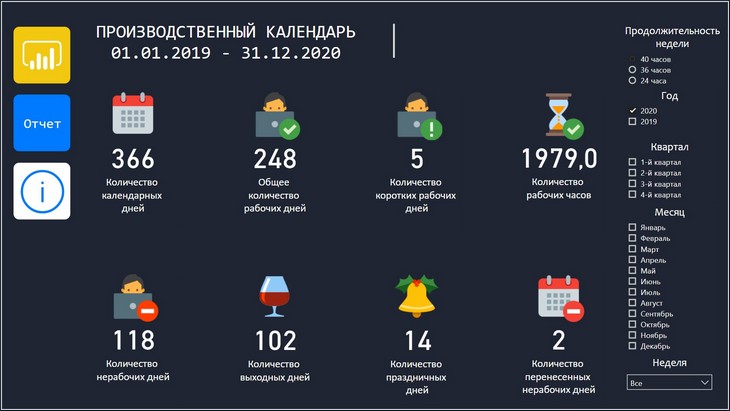 ПРОИЗВОДСТВЕННЫЙ КАЛЕНДАРЬ
01.01.2019 - 31.12.2020
Отчет
i
366
Количество
календарных
дней
248
Общее
количество
рабочих дней
5
Количество
коротких рабочих
дней
1979,0
Количество
рабочих часов
118
Количество
нерабочих дней
102
Количество
выходных дней
14
Количество
праздничных
дней
2
Количество
перенесенных
нерабочих дней
Продолжительность
недели
40 часов
36 часов
24 часа
Год
2020
2019
Квартал
1-й квартал
2-й квартал
3-й квартал
4-й квартал
Месяц
Январь
Февраль
Март
Апрель
Май
Июнь
Июль
Август
Сентябрь
Октябрь
Ноябрь
Декабрь
Неделя
Все